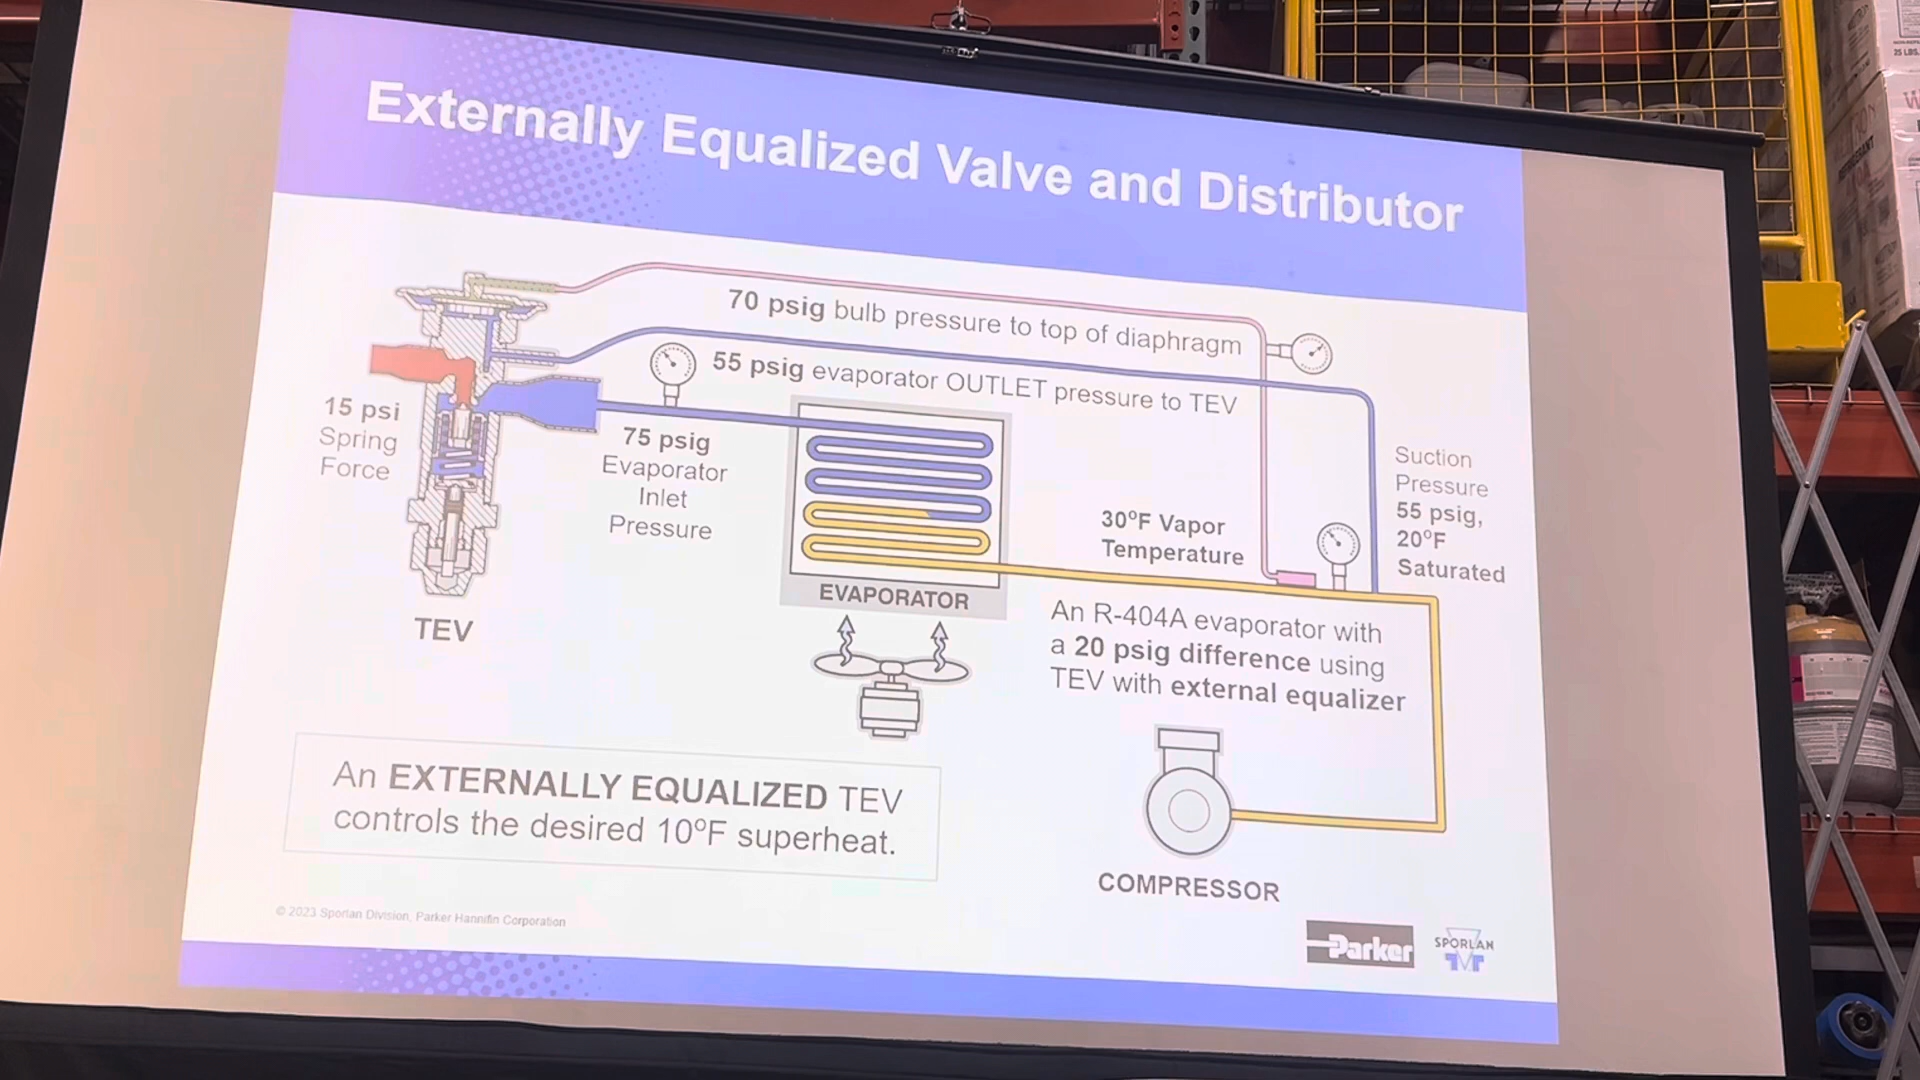 Externally Equalized Valve and Distributor
70 psig bulb pressure to top of diaphragm
55 psig evaporator OUTLET pressure to TEV
15 psi
Spring
Force
75 psig
Evaporator
Inlet
Pressure
Suction
Pressure
55 psig,
20°F
Saturated
30°F Vapor
Temperature
EVAPORATOR
TEV
An R-404A evaporator with
a 20 psig difference using
TEV with external equalizer
An EXTERNALLY EQUALIZED TEV
controls the desired 10°F superheat.
COMPRESSOR
© 2023 Sporlan Division, Parker Hannifin Corporation
Parker
SPORLAN
25 LBS.